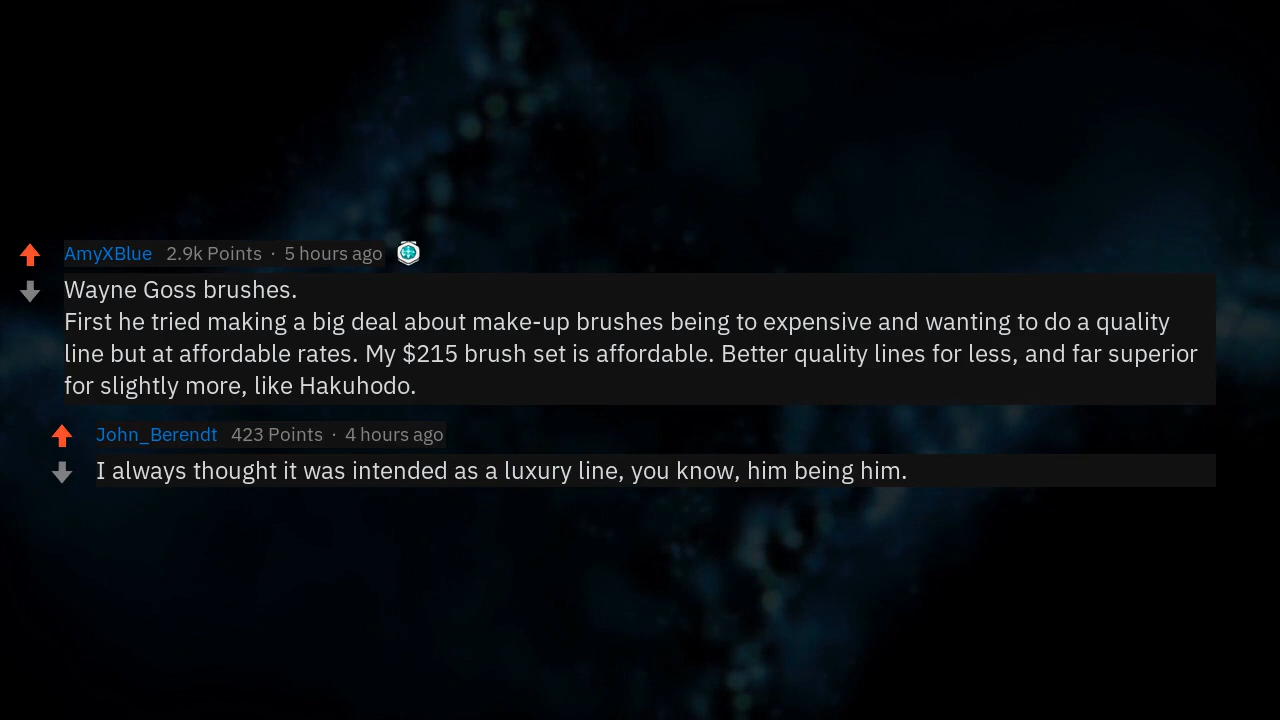 AmyXBlue 2.9k Points · 5 hours ago
Wayne Goss brushes.
First he tried making a big deal about make-up brushes being to expensive and wanting to do a quality
line but at affordable rates. My $215 brush set is affordable. Better quality lines for less, and far superior
for slightly more, like Hakuhodo.
John_Berendt 423 Points · 4 hours ago
I always thought it was intended as a luxury line, you know, him being him.